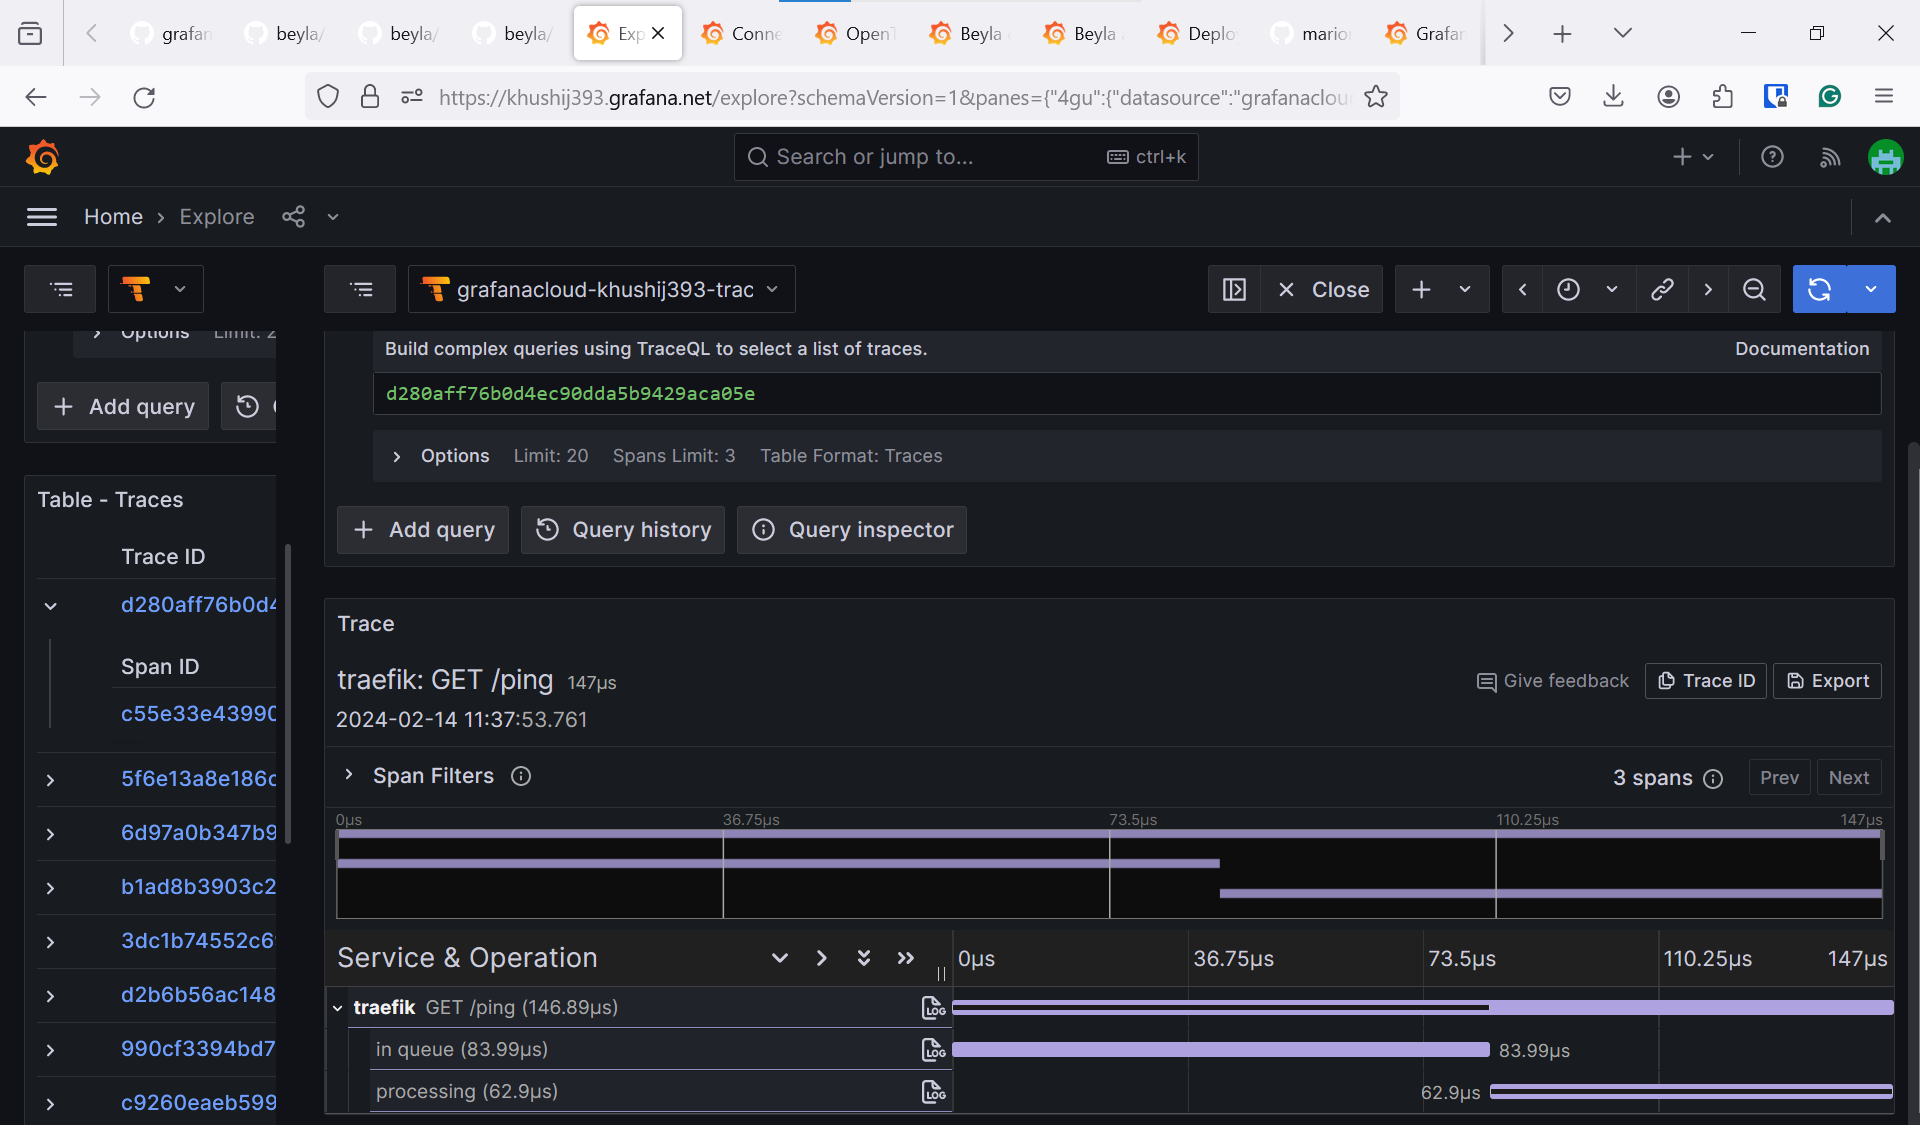 grafan
beyla/
beyla/
beyla/
Exp
Conne
OpenT
Beyla
Beyla
Deplo
mario
Grafan
https://khushij393.grafana.net/explore?schemaVersion=1&panes={"4gu":{"datasource":"grafanaclou
Search or jump to...
ctrl+k
Home › Explore
grafanacloud-khushij393-trac
Close
Options Limit: 2
Add query
Table - Traces
Trace ID
d280aff76b0d4
Span ID
c55e33e43990
5f6e13a8e186c
6d97a0b347b9
b1ad8b3903c2
3dc1b74552c6
d2b6b56ac148
990cf3394bd7
c9260eaeb599
Build complex queries using TraceQL to select a list of traces.
Documentation
d280aff76b0d4ec90dda5b9429aca05e
Options Limit: 20 Spans Limit: 3 Table Format: Traces
Add query
Query history
Query inspector
Trace
traefik: GET /ping 147μs
Give feedback
Trace ID
Export
2024-02-14 11:37:53.761
Span Filters
3 spans
Prev
Next
0μs 36.75μs 73.5μs 110.25μs 147μs
Service & Operation
0μs 36.75μs 73.5μs 110.25μs 147μs
traefik GET /ping (146.89μs)
LOG
in queue (83.99μs)
LOG
83.99μs
processing (62.9μs)
LOG
62.9μs